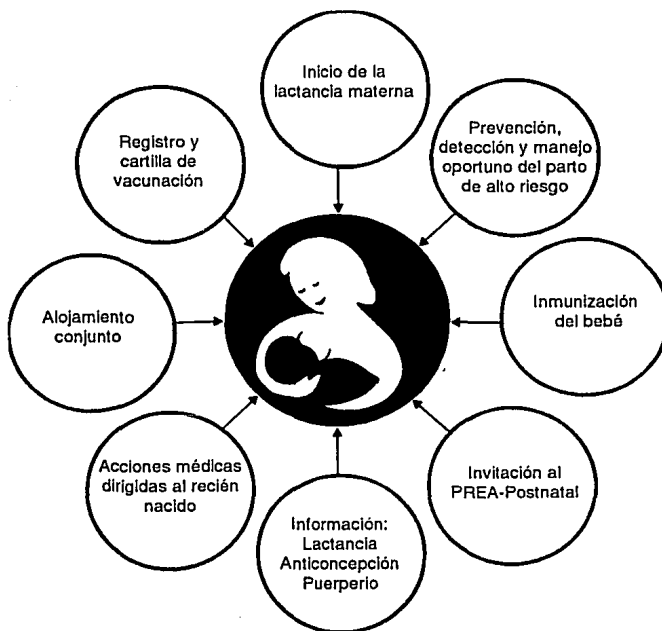 Inicio de la
lactancia materna
Prevención,
detección y manejo
oportuno del parto
de alto riesgo
Inmunización
del bebé
Invitación al
PREA-Postnatal
Información:
Lactancia
Anticoncepción
Puerperio
Acciones médicas
dirigidas al recién
nacido
Alojamiento
conjunto
Registro y
cartilla de
vacunación